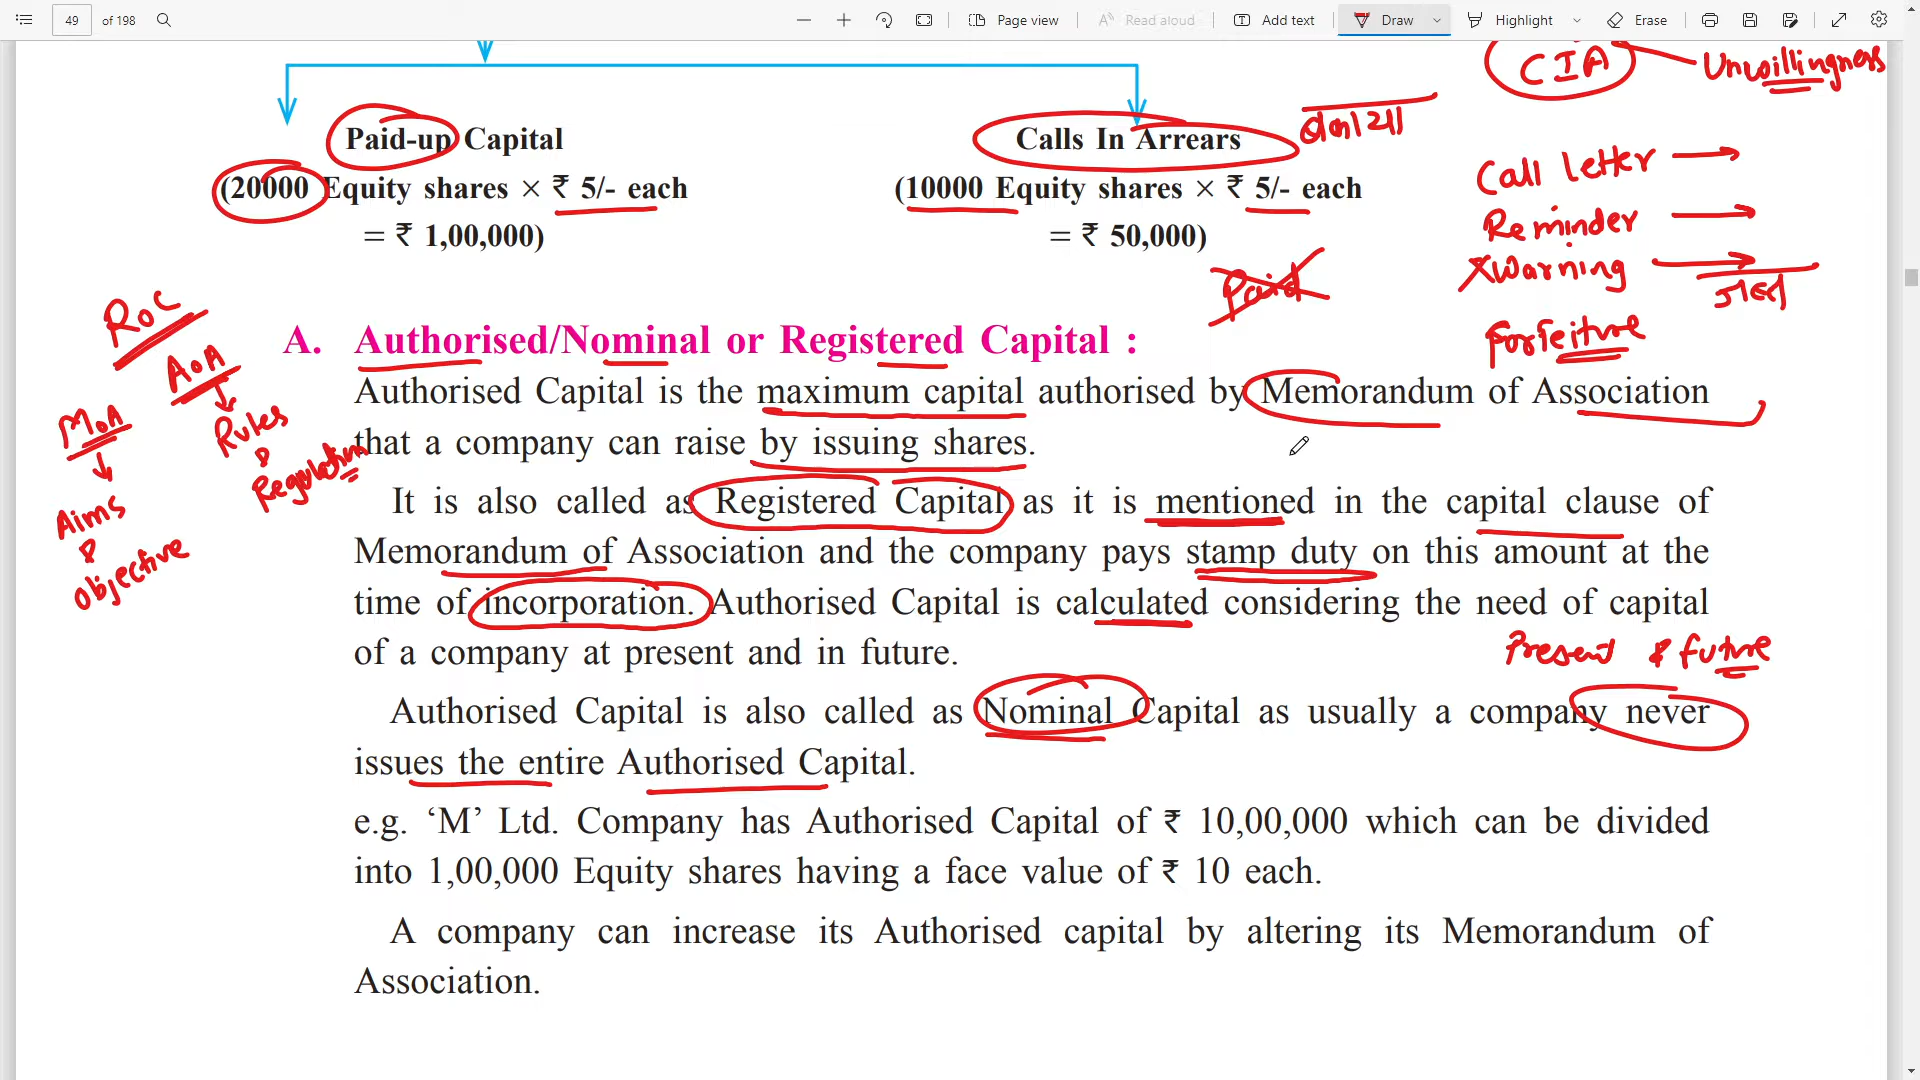 49 of 198 Page view Read aloud Add text Draw Highlight Erase
CIA Unwillingness
Paid-up Capital
Calls In Arrears
(20000 Equity shares × ₹ 5/- each
= ₹ 1,00,000)
(10000 Equity shares × ₹ 5/- each
= ₹ 50,000)
Paid
Call letter
Reminder
Warning
Forfeiture
ROC
AOA
Rules
&
Regulation
MOA
Aims
&
objective
A. Authorised/Nominal or Registered Capital :
Authorised Capital is the maximum capital authorised by Memorandum of Association
that a company can raise by issuing shares.
It is also called as Registered Capital as it is mentioned in the capital clause of
Memorandum of Association and the company pays stamp duty on this amount at the
time of incorporation. Authorised Capital is calculated considering the need of capital
of a company at present and in future.
Present & future
Authorised Capital is also called as Nominal Capital as usually a company never
issues the entire Authorised Capital.
e.g. ‘M’ Ltd. Company has Authorised Capital of ₹ 10,00,000 which can be divided
into 1,00,000 Equity shares having a face value of ₹ 10 each.
A company can increase its Authorised capital by altering its Memorandum of
Association.